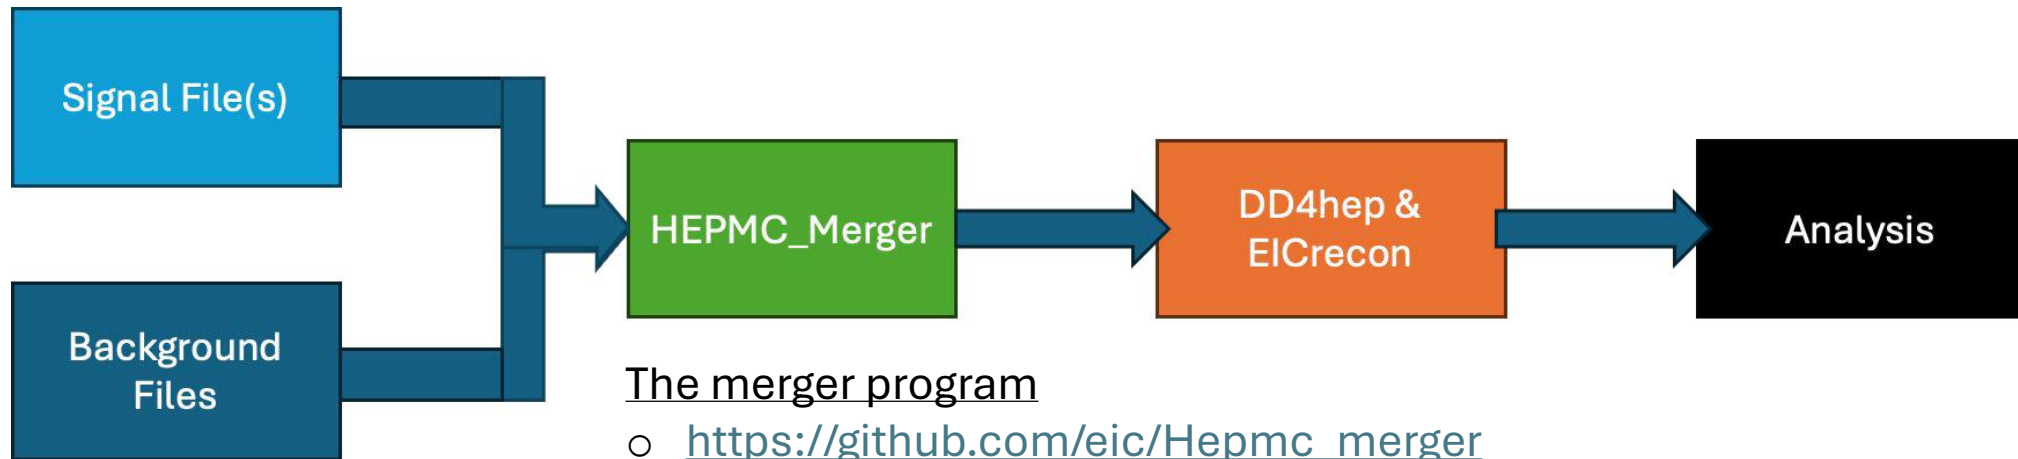 Signal File(s)
Background
Files
HEPMC_Merger
DD4hep &
EICrecon
Analysis
The merger program
o https://github.com/eic/Hepmc_merger